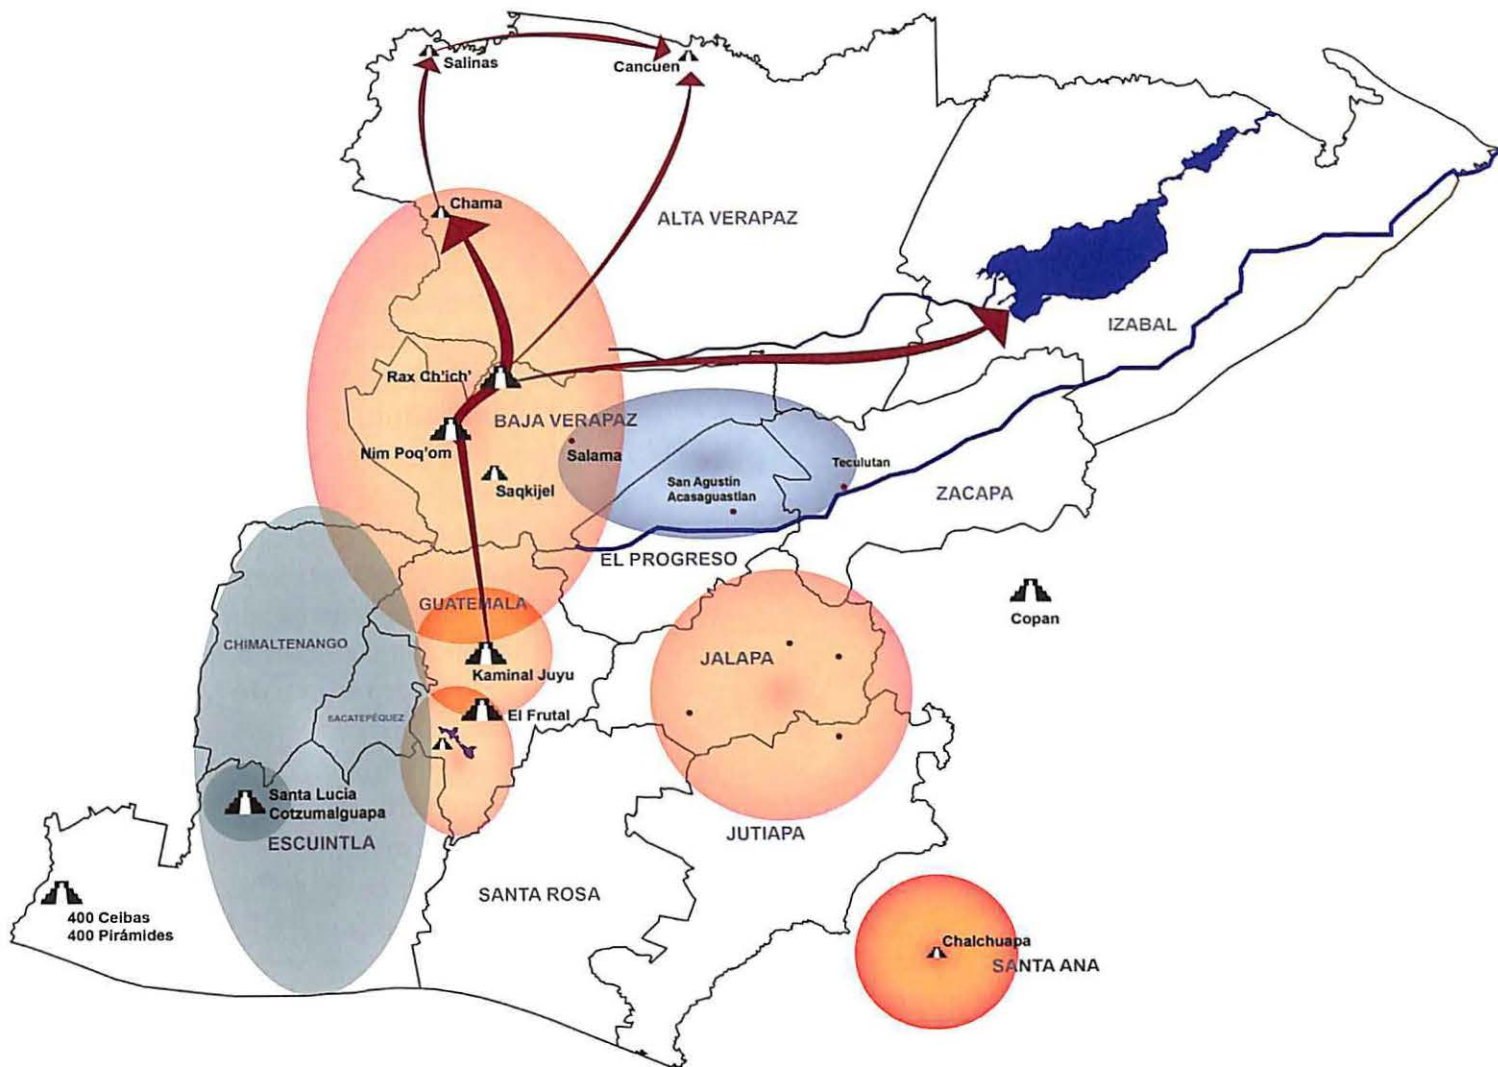 Salinas
Cancuen
Chama
ALTA VERAPAZ
IZABAL
Rax Ch'ich'
BAJA VERAPAZ
Nim Poq'om
Salama
Saqkijel
San Agustin
Acasaguastlan
Teculutan
ZACAPA
EL PROGRESO
GUATEMALA
Copan
CHIMALTENANGO
JALAPA
Kaminal Juyu
SACATEPÉQUEZ
El Frutal
Santa Lucia
Cotzumalguapa
ESCUINTLA
JUTIAPA
SANTA ROSA
400 Ceibas
400 Pirámides
Chalchuapa
SANTA ANA